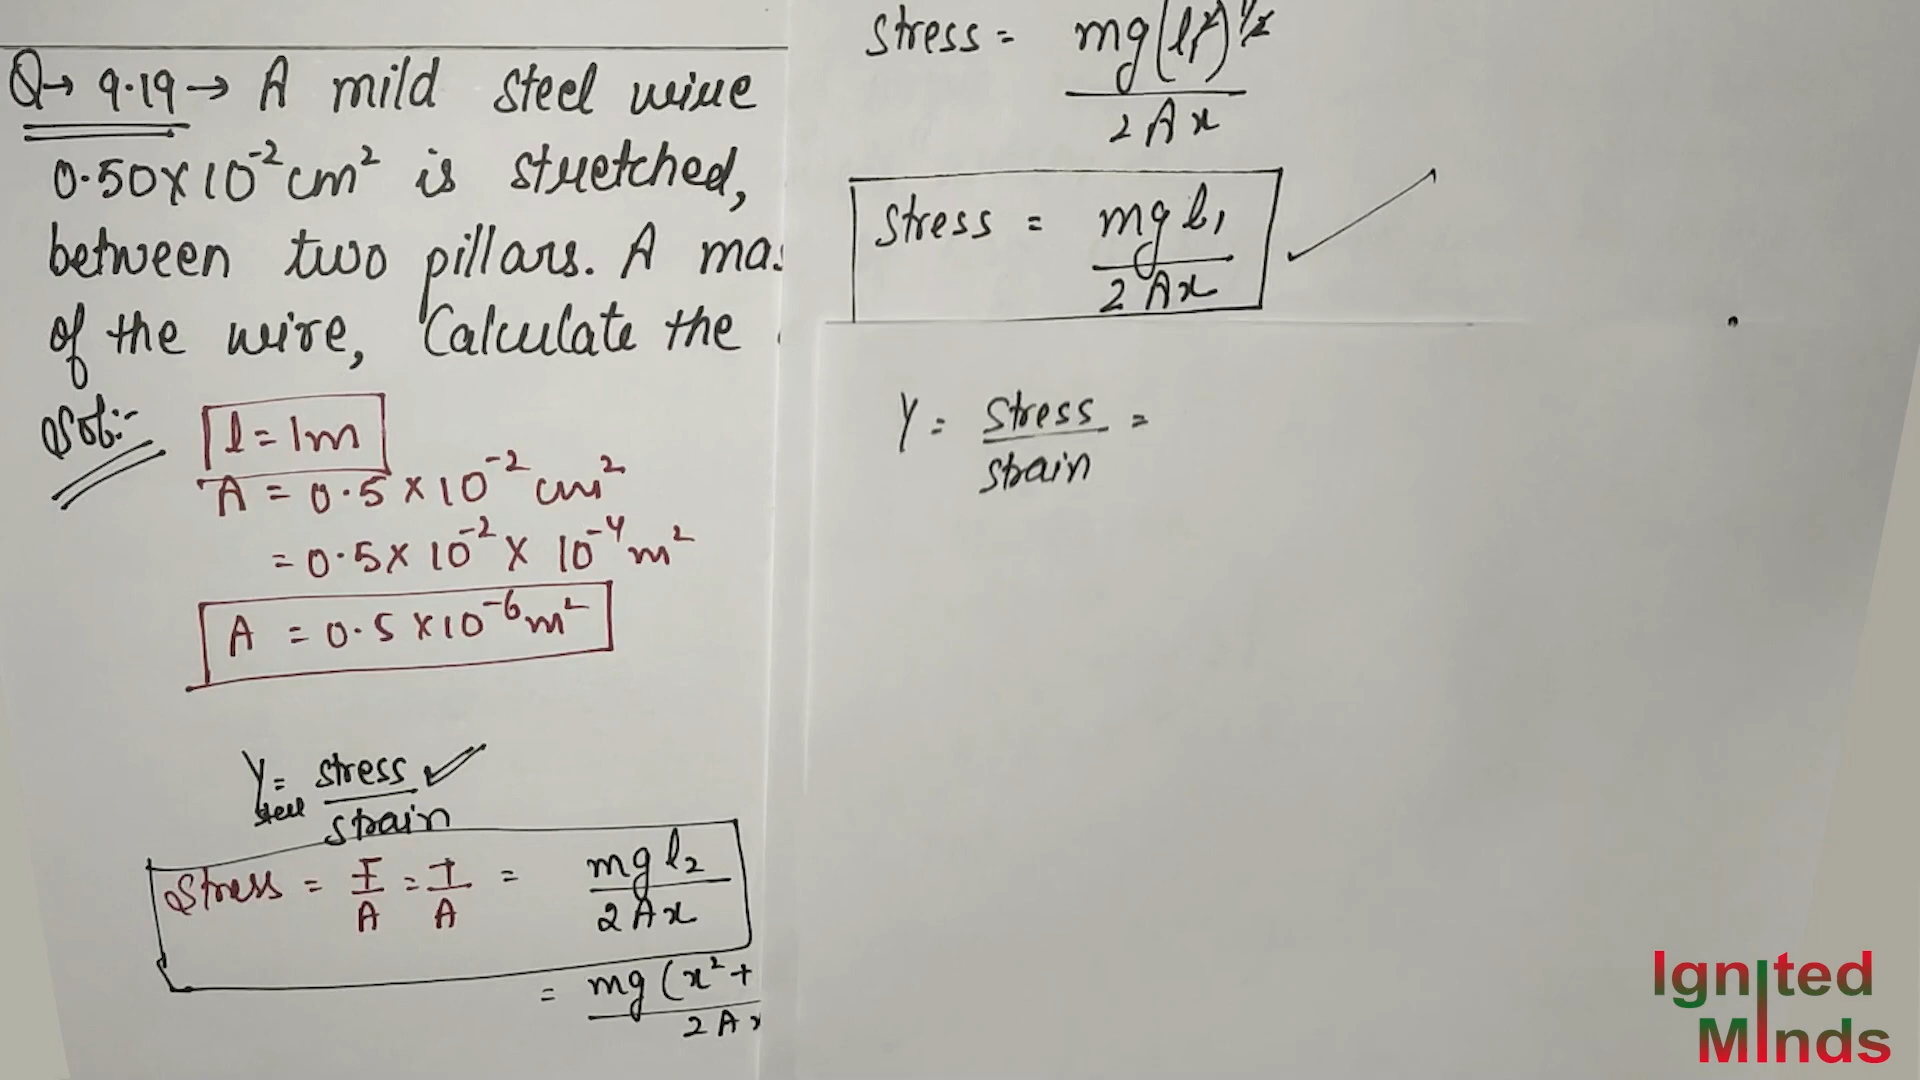 Q→ 9.19 → A mild steel wire
0.50×10⁻² cm² is stretched,
between two pillars. A mas
of the wire, Calculate the
Sol:-
l = 1m
A = 0.5 × 10⁻² cm²
= 0.5 × 10⁻² × 10⁻⁴ m²
A = 0.5 × 10⁻⁶ m²
Y steel = stress / strain
Stress = F/A = T/A = mg l₂ / 2Ax
= mg (x² + / 2Ax
Stress = mg (l₁²)^1/2 / 2Ax
Stress = mg l₁ / 2Ax
Y = Stress / Strain =
Ignited
Minds